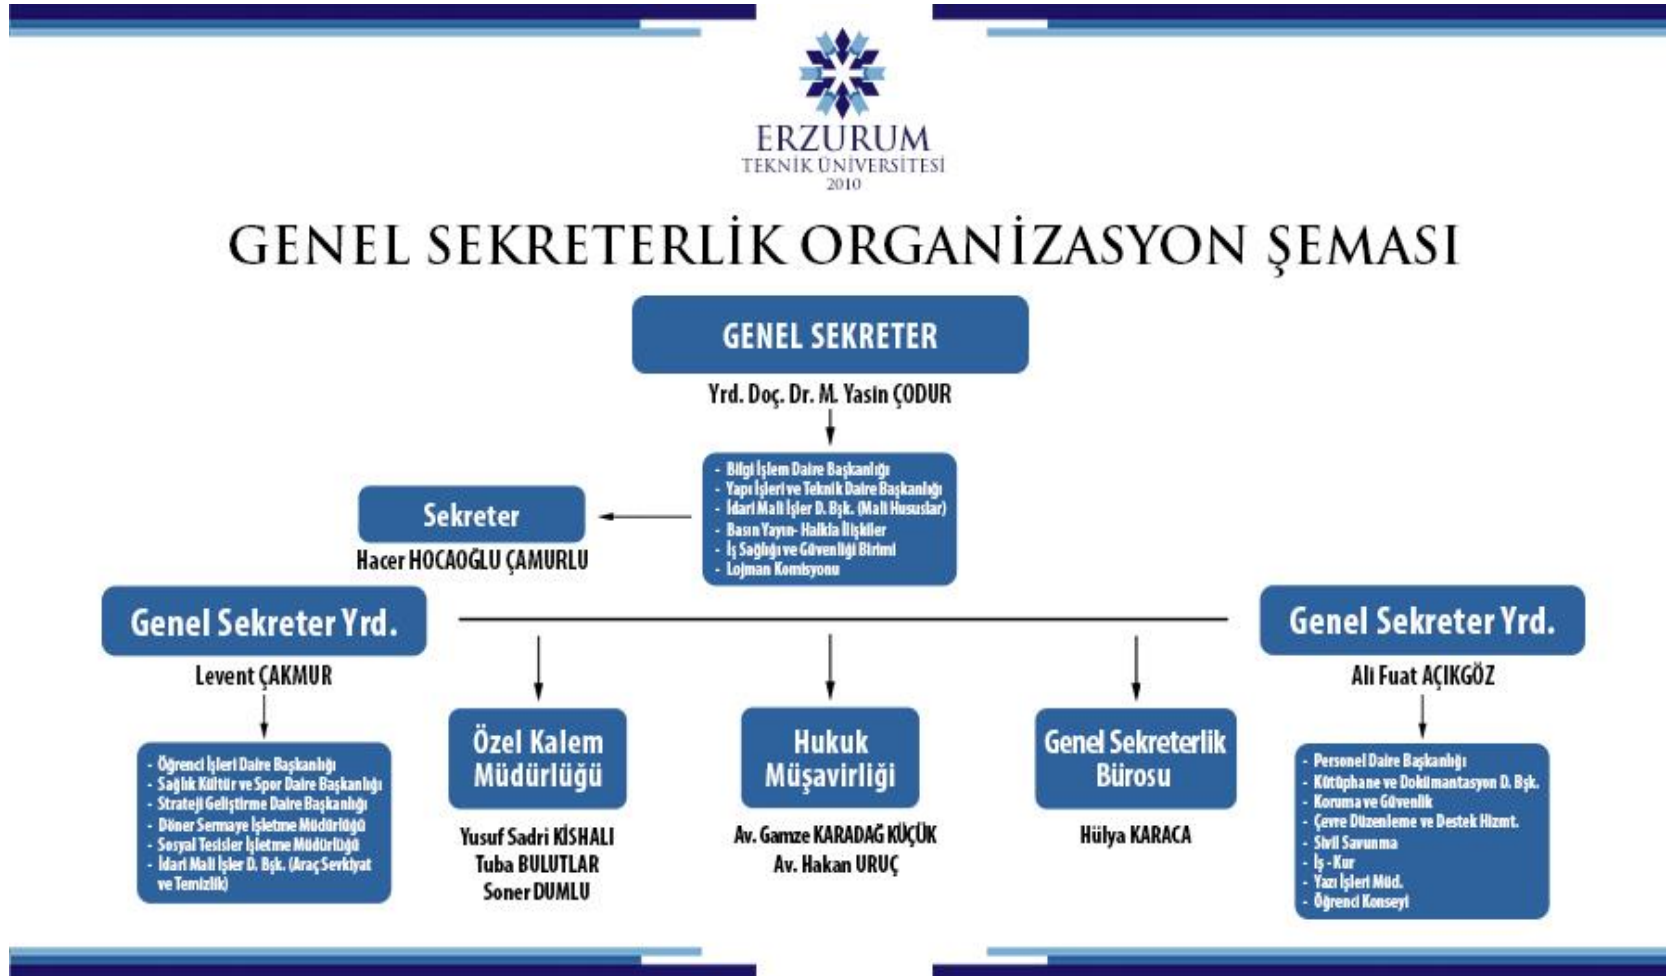 ERZURUM
TEKNİK ÜNİVERSİTESİ
2010
GENEL SEKRETERLİK ORGANİZASYON ŞEMASI
GENEL SEKRETER
Yrd. Doç. Dr. M. Yasin ÇODUR
- Bilgi İşlem Daire Başkanlığı
- Yapı İşleri ve Teknik Daire Başkanlığı
- İdari Mali İşler D. Bşk. (Mali Hususlar)
- Basın Yayın- Halkla İlişkiler
- İş Sağlığı ve Güvenliği Birimi
- Lojman Komisyonu
Sekreter
Hacer HOCAOĞLU ÇAMURLU
Genel Sekreter Yrd.
Levent ÇAKMUR
- Öğrenci İşleri Daire Başkanlığı
- Sağlık Kültür ve Spor Daire Başkanlığı
- Strateji Geliştirme Daire Başkanlığı
- Döner Sermaye İşletme Müdürlüğü
- Sosyal Tesisler İşletme Müdürlüğü
- İdari Mali İşler D. Bşk. (Araç Sevkiyat
ve Temizlik)
Özel Kalem
Müdürlüğü
Yusuf Sadri KİSHALI
Tuba BULUTLAR
Soner DUMLU
Hukuk
Müşavirliği
Av. Gamze KARADAĞ KÜÇÜK
Av. Hakan URUÇ
Genel Sekreterlik
Bürosu
Hülya KARACA
Genel Sekreter Yrd.
Ali Fuat AÇIKGÖZ
- Personel Daire Başkanlığı
- Kütüphane ve Dokümantasyon D. Bşk.
- Koruma ve Güvenlik
- Çevre Düzenleme ve Destek Hizmt.
- Sivil Savunma
- İş - Kur
- Yazı İşleri Müd.
- Öğrenci Konseyi